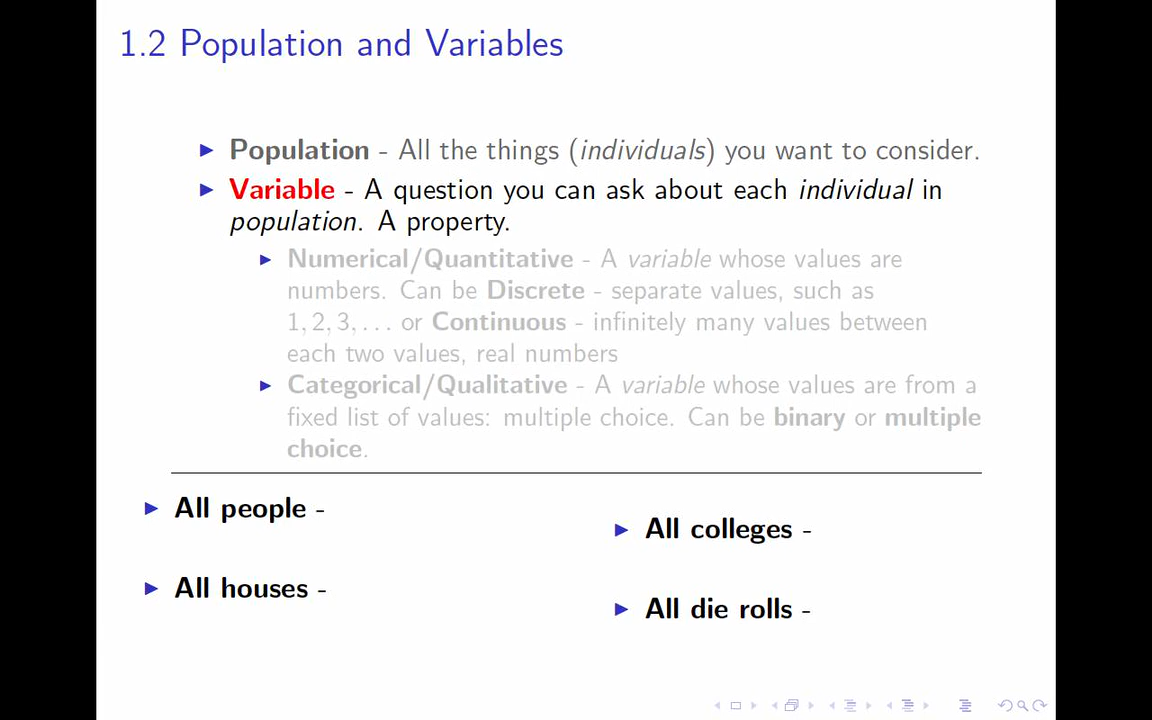 1.2 Population and Variables
▶ Population - All the things (individuals) you want to consider.
▶ Variable - A question you can ask about each individual in
population. A property.
▶ Numerical/Quantitative - A variable whose values are
numbers. Can be Discrete - separate values, such as
1, 2, 3, . . . or Continuous - infinitely many values between
each two values, real numbers
▶ Categorical/Qualitative - A variable whose values are from a
fixed list of values: multiple choice. Can be binary or multiple
choice.
▶ All people -
▶ All houses -
▶ All colleges -
▶ All die rolls -